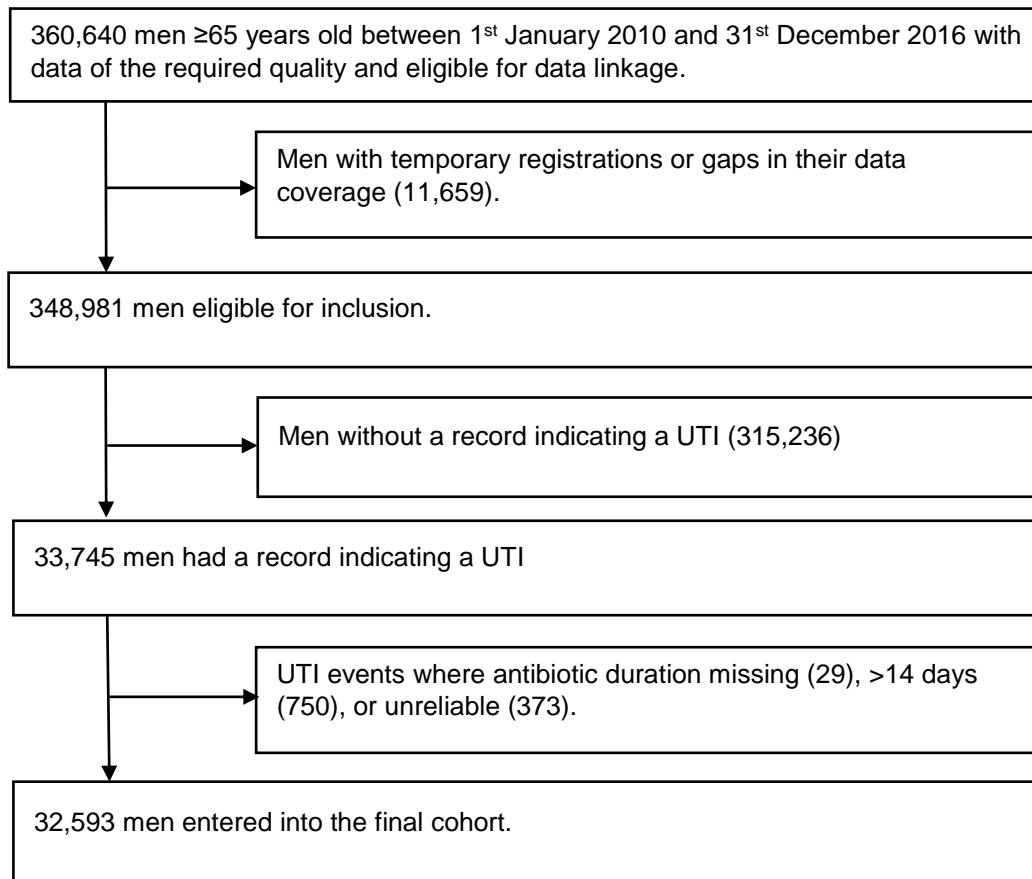 360,640 men ≥65 years old between 1st January 2010 and 31st December 2016 with
data of the required quality and eligible for data linkage.
Men with temporary registrations or gaps in their data
coverage (11,659).
348,981 men eligible for inclusion.
Men without a record indicating a UTI (315,236)
33,745 men had a record indicating a UTI
UTI events where antibiotic duration missing (29), >14 days
(750), or unreliable (373).
32,593 men entered into the final cohort.